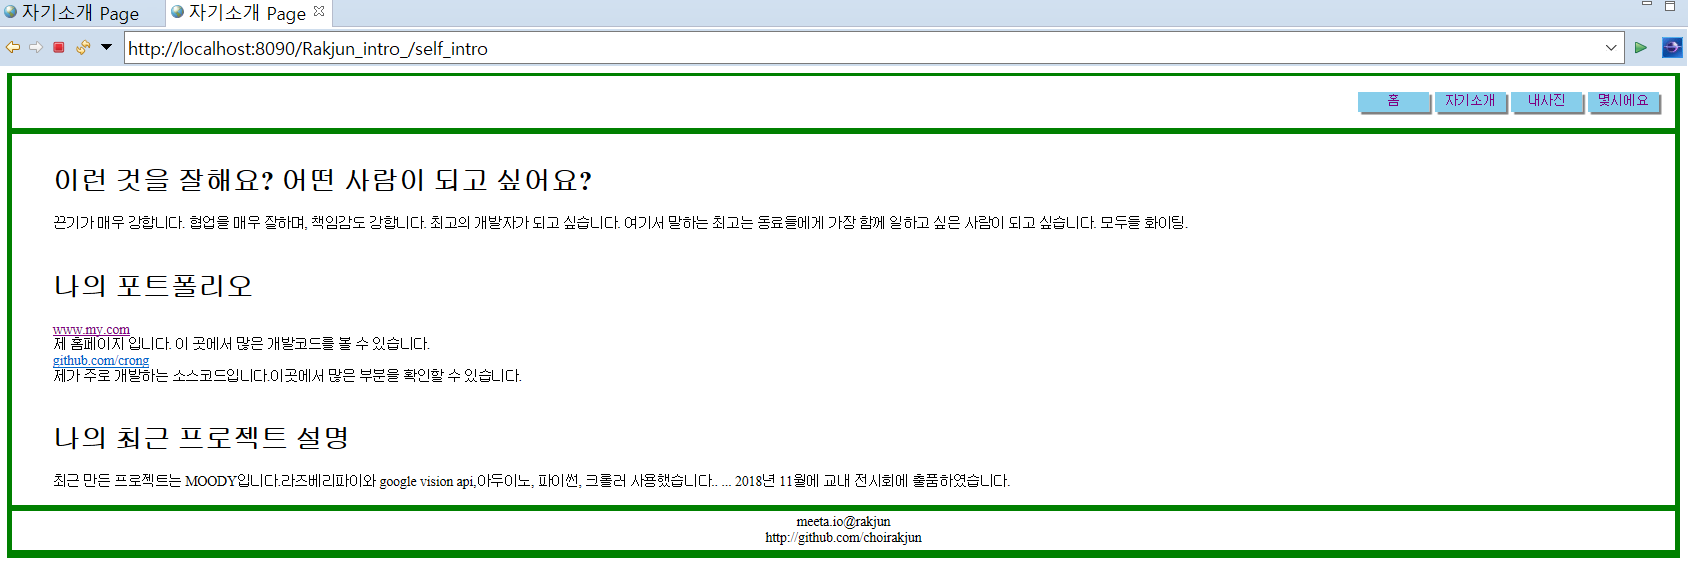 자기소개 Page
자기소개 Page
http://localhost:8090/Rakjun_intro_/self_intro
홈
자기소개
내사진
몇시에요
이런 것을 잘해요? 어떤 사람이 되고 싶어요?
끈기가 매우 강합니다. 협업을 매우 잘하며, 책임감도 강합니다. 최고의 개발자가 되고 싶습니다. 여기서 말하는 최고는 동료들에게 가장 함께 일하고 싶은 사람이 되고 싶습니다. 모두들 화이팅.
나의 포트폴리오
www.my.com
제 홈페이지 입니다. 이 곳에서 많은 개발코드를 볼 수 있습니다.
github.com/crong
제가 주로 개발하는 소스코드입니다.이곳에서 많은 부분을 확인할 수 있습니다.
나의 최근 프로젝트 설명
최근 만든 프로젝트는 MOODY입니다.라즈베리파이와 google vision api,아두이노, 파이썬, 크롤러 사용했습니다.. ... 2018년 11월에 교내 전시회에 출품하였습니다.
meeta.io@rakjun
http://github.com/choirakjun